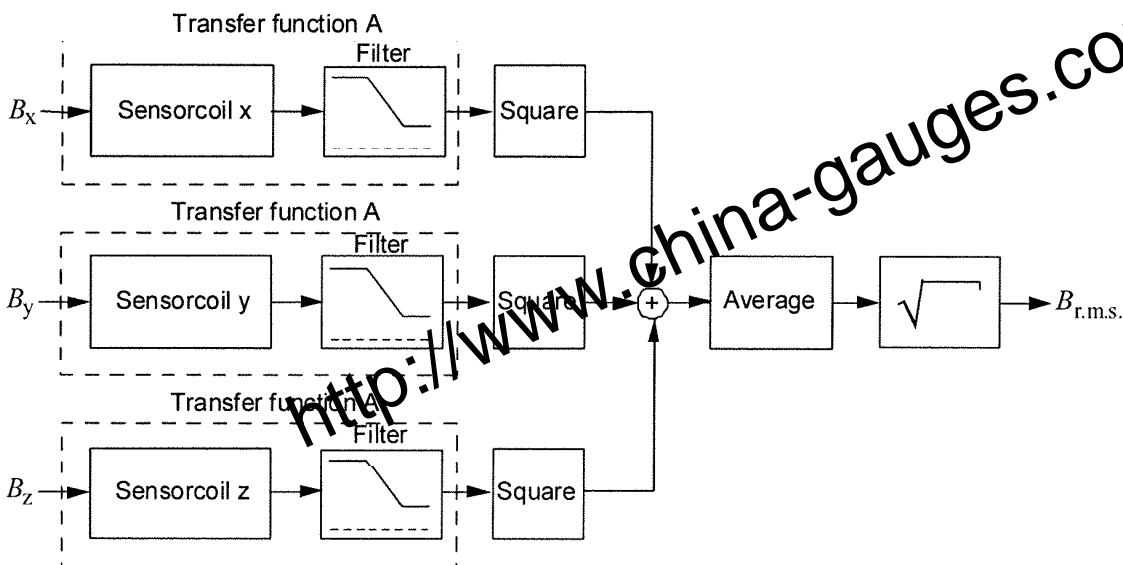 Transfer function A
Filter
B_x
Sensorcoil x
Square
Transfer function A
Filter
B_y
Sensorcoil y
Square
+
Average
√
B_r.m.s.
Transfer function A
Filter
B_z
Sensorcoil z
Square
http://www.china-gauges.co